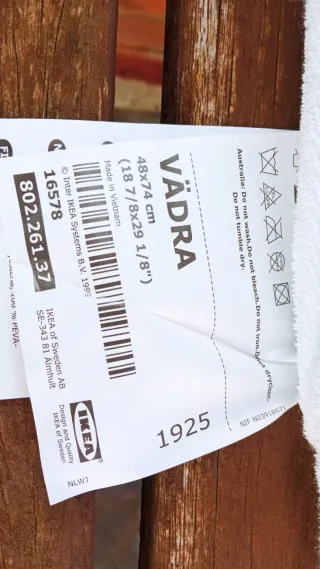 Australia: Do not wash.Do not bleach.Do not iron.Do not dryclean.
Do not tumble dry.
VÄDRA
48x74 cm
(18 7/8x29 1/8")
Made in Vietnam
© Inter IKEA Systems B.V. 1999
16578
802.261.37
IKEA of Sweden AB
SE-343 81 Älmhult
IKEA
Design and Quality
IKEA of Sweden
1925
NLWJ
100 % PEVA-